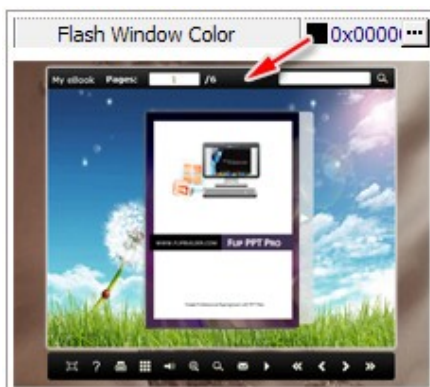 Flash Window Color 0x0000
My eBook Pages: 1 /6
WWW.FLIPBUILDER.COM FLIP PPT PRO